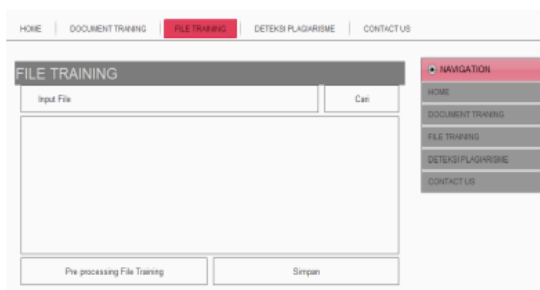 HOME DOCUMENT TRANING FILE TRAINING DETEKSI PLAGIARISME CONTACT US
FILE TRAINING
Input File Cari
Pre processing File Training Simpan
NAVIGATION
HOME
DOCUMENT TRANING
FILE TRAINING
DETEKSI PLAGIARISME
CONTACT US